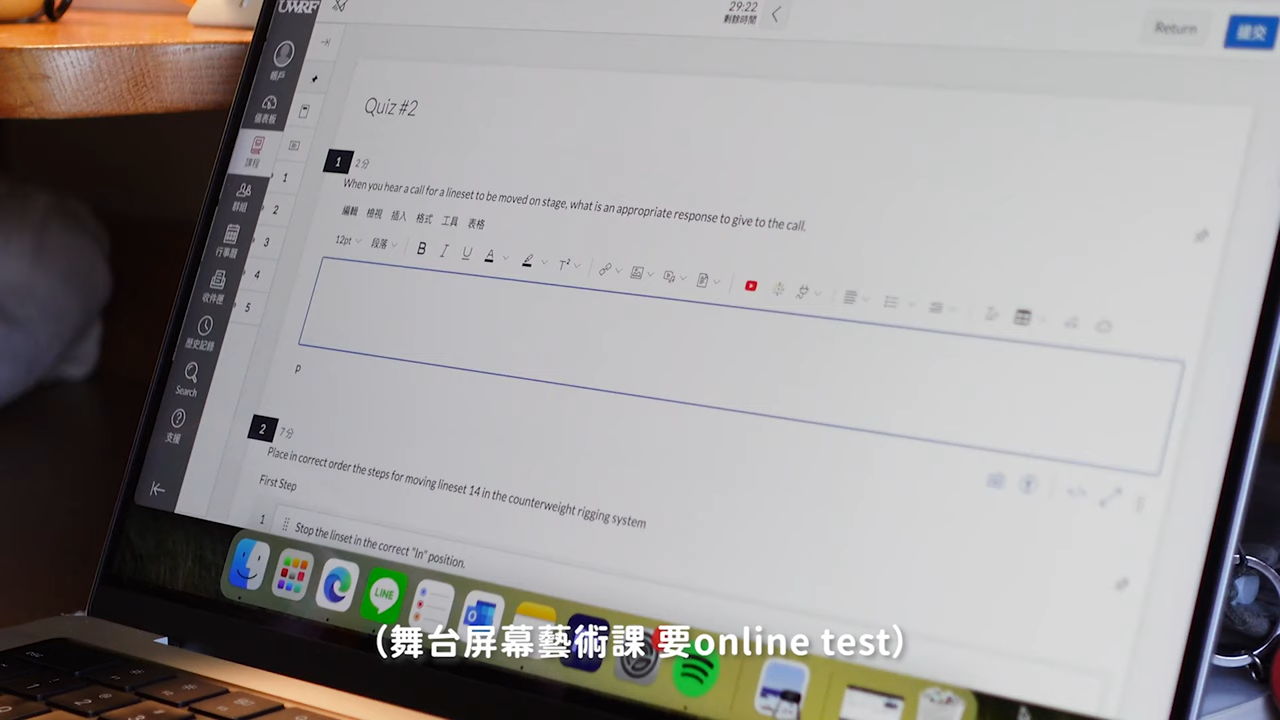 UWRF
29:22
剩餘時間
Return
提交
帳戶
儀表板
課程
群組
行事曆
收件匣
歷史記錄
Search
支援
1
2
3
4
5
Quiz #2
1 2 分
When you hear a call for a lineset to be moved on stage, what is an appropriate response to give to the call.
編輯 檢視 插入 格式 工具 表格
12pt 段落 B I U A T²
p
2 7 分
Place in correct order the steps for moving lineset 14 in the counterweight rigging system
First Step
1 Stop the linset in the correct "In" position.
LINE
(舞台屏幕藝術課 要online test)